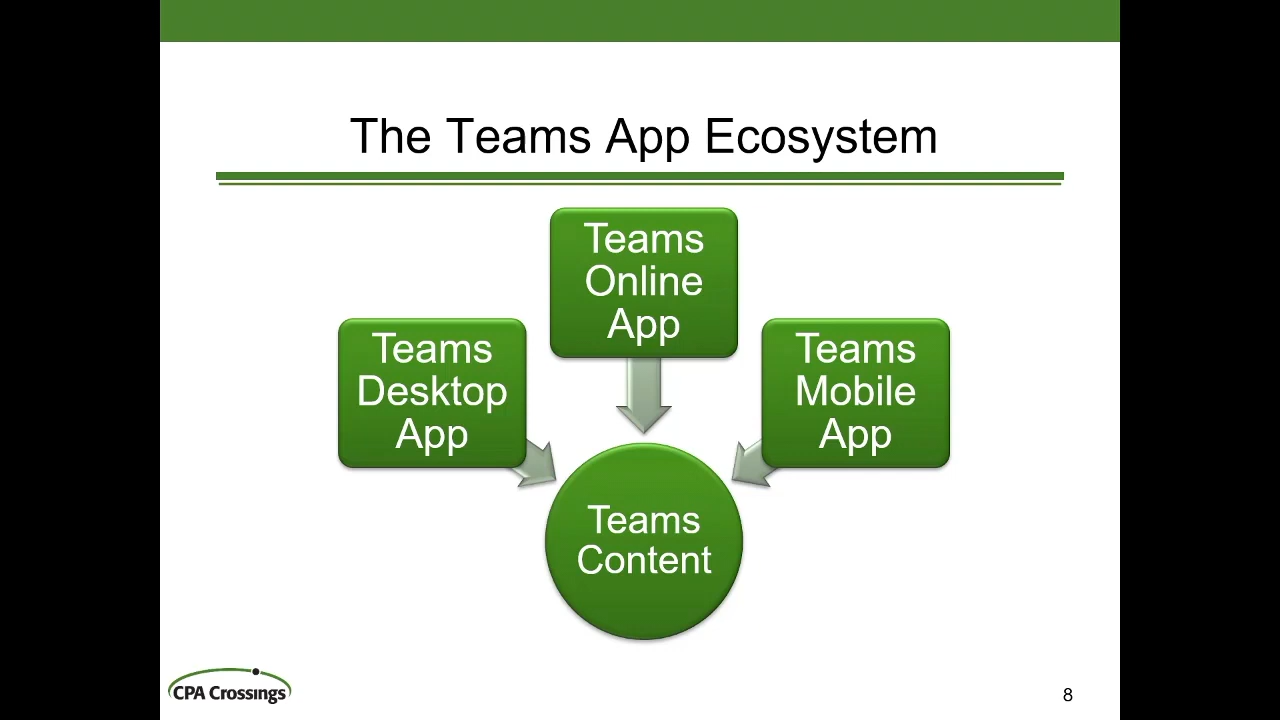 The Teams App Ecosystem
Teams
Online
App
Teams
Desktop
App
Teams
Mobile
App
Teams
Content
CPA Crossings
8